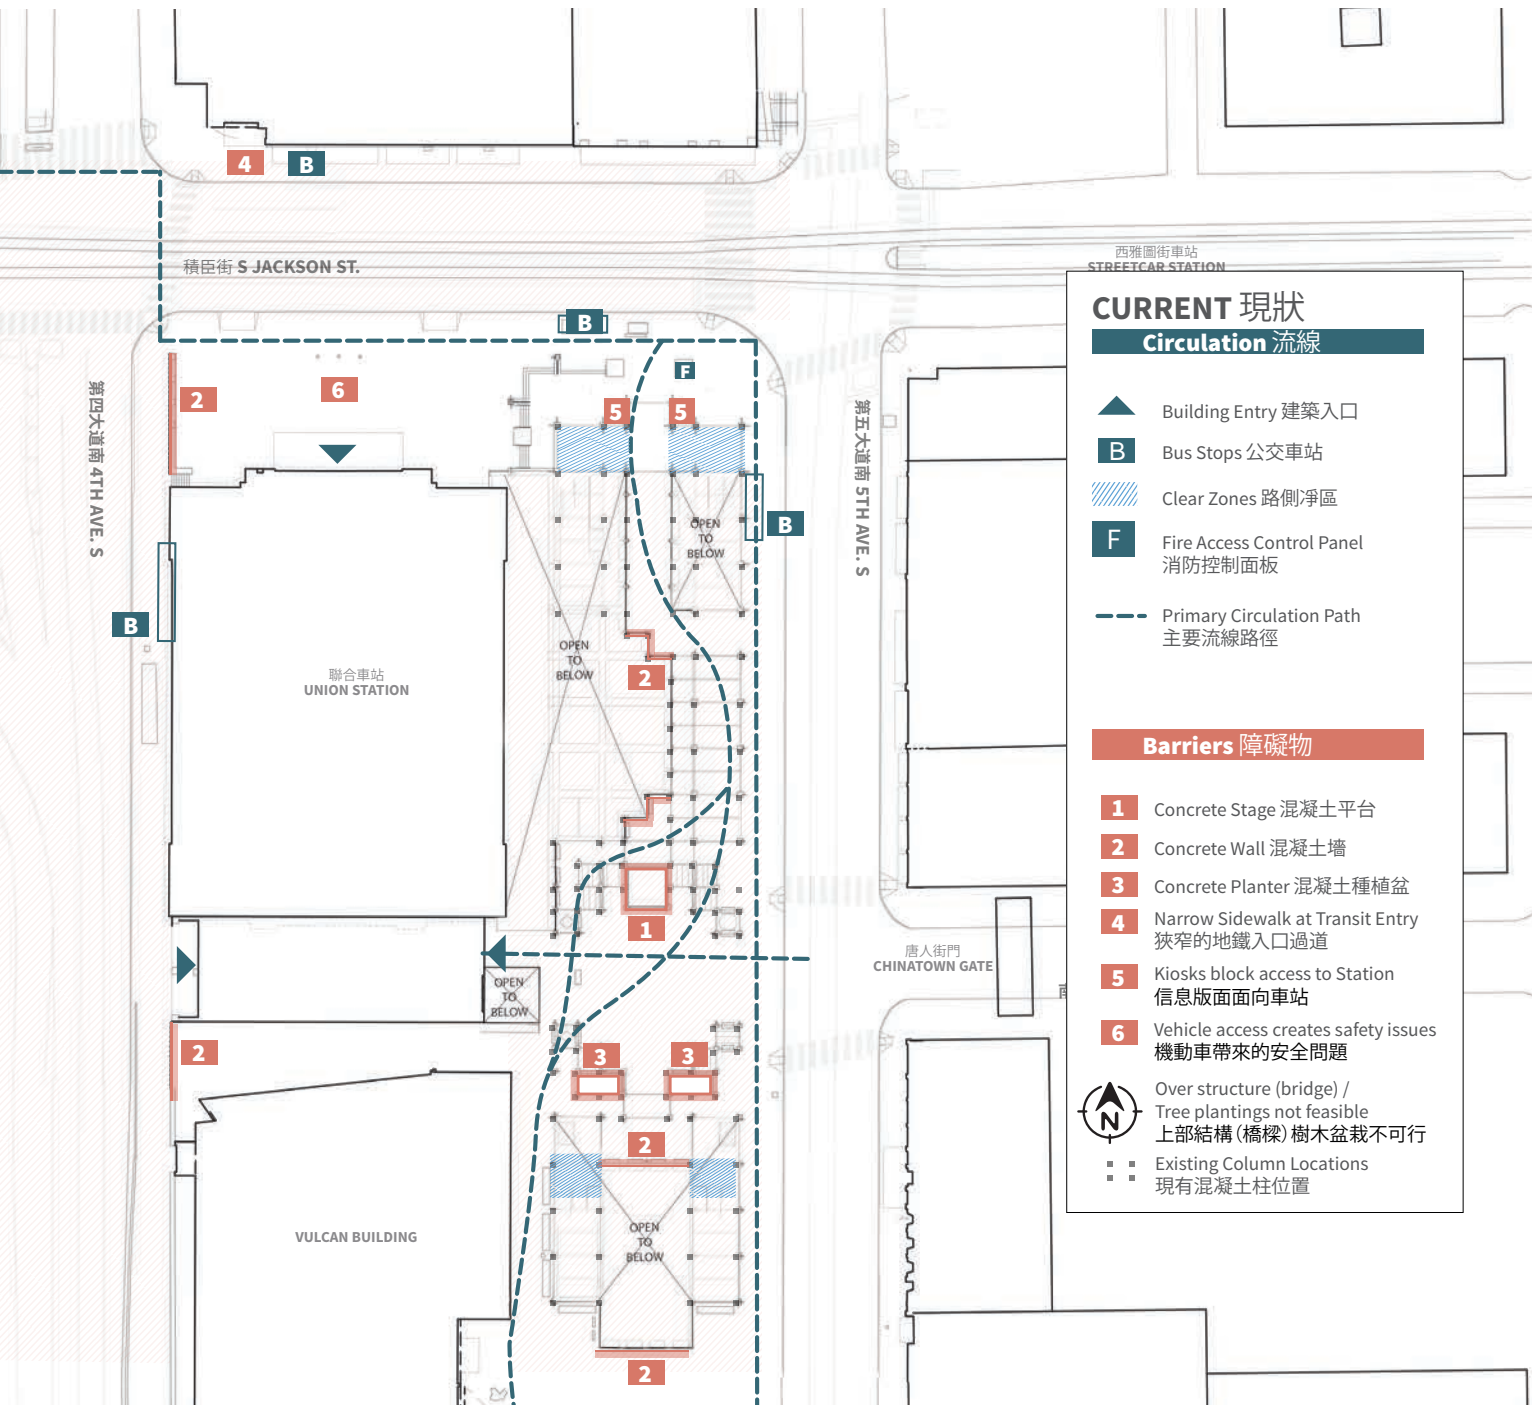 4
B
積臣街 S JACKSON ST.
西雅圖街車站
STREETCAR STATION
B
F
2
6
5
5
第四大道南 4TH AVE. S
第五大道南 5TH AVE. S
OPEN
TO
BELOW
B
B
OPEN
TO
BELOW
2
聯合車站
UNION STATION
1
唐人街門
CHINATOWN GATE
OPEN
TO
BELOW
2
3
3
2
OPEN
TO
BELOW
VULCAN BUILDING
2
CURRENT 現狀
Circulation 流線
Building Entry 建築入口
B
Bus Stops 公交車站
Clear Zones 路側凈區
F
Fire Access Control Panel
消防控制面板
Primary Circulation Path
主要流線路徑
Barriers 障礙物
1 Concrete Stage 混凝土平台
2 Concrete Wall 混凝土墻
3 Concrete Planter 混凝土種植盆
4 Narrow Sidewalk at Transit Entry
狹窄的地鐵入口過道
5 Kiosks block access to Station
信息版面面向車站
6 Vehicle access creates safety issues
機動車帶來的安全問題
N
Over structure (bridge) /
Tree plantings not feasible
上部結構（橋樑）樹木盆栽不可行
Existing Column Locations
現有混凝土柱位置